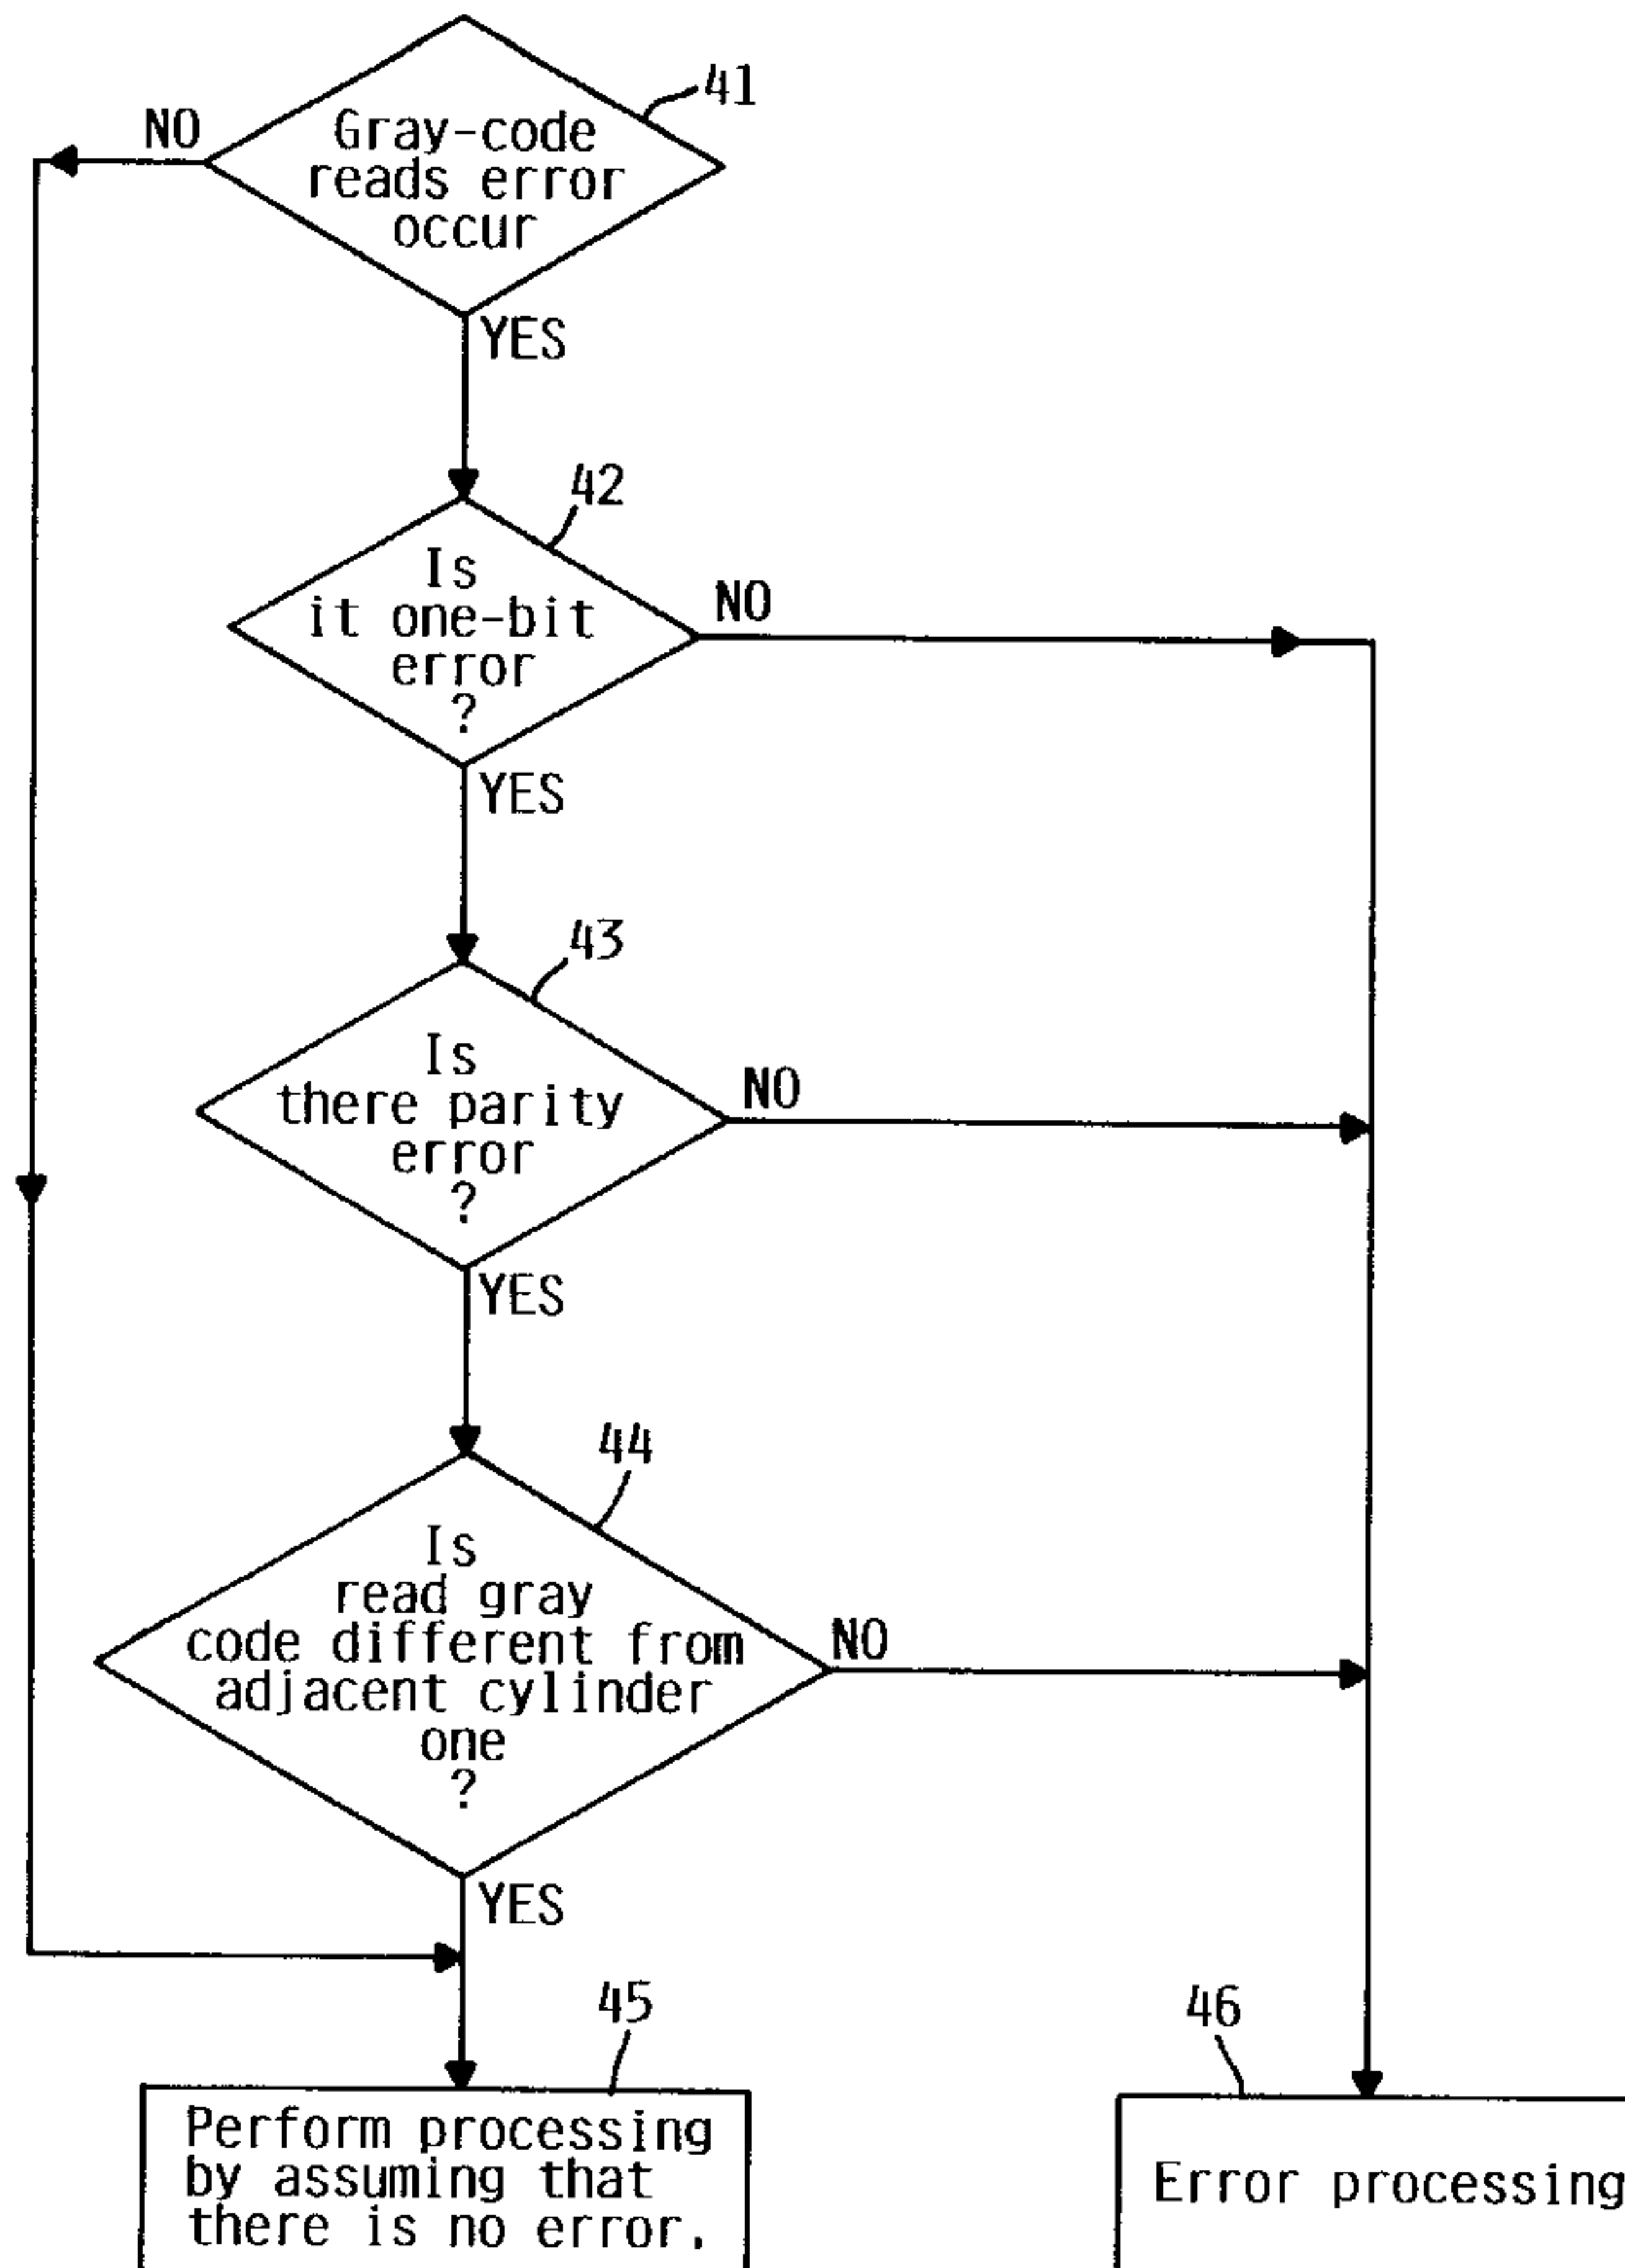 41
NO
Gray-code
reads error
occur
YES
42
Is
it one-bit
error
?
NO
YES
43
Is
there parity
error
?
NO
YES
44
Is
read gray
code different from
adjacent cylinder
one
?
NO
YES
45
46
Perform processing
by assuming that
there is no error.
Error processing